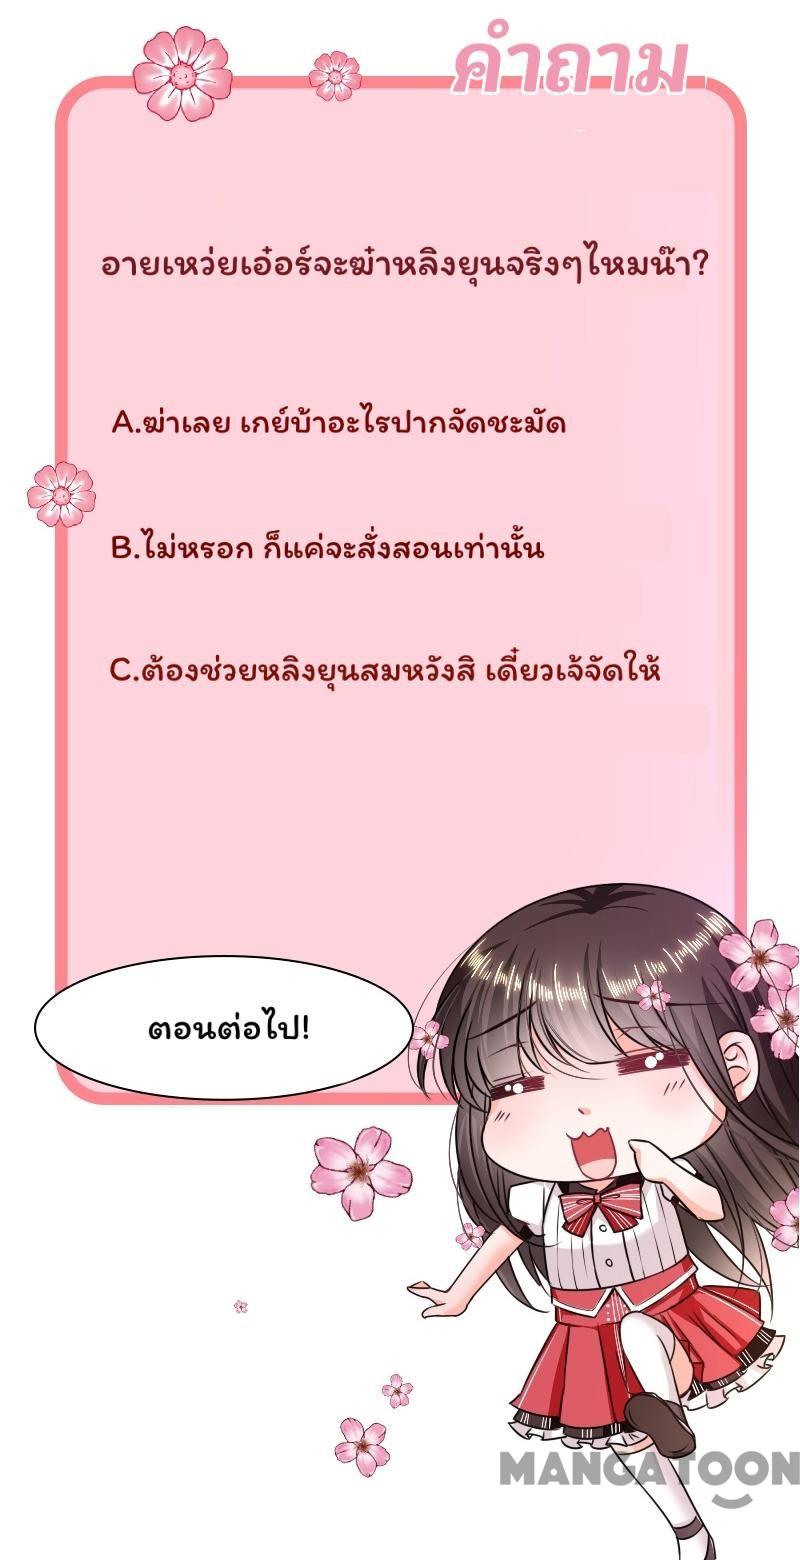 คำถาม
อายเหว่ยเอ๋อร์จะฆ๋าหลิงยุนจริงๆไหมน๊า?
A.ฆ่าเลย เกย์บ้าอะไรปากจัดชะมัด
B.ไม่หรอก ก็แค่จะสั่งสอนเท่านั้น
C.ต้องช่วยหลิงยุนสมหวังสิ เดี๋ยวเจ้จัดให้
ตอนต่อไป!
MANGATOON